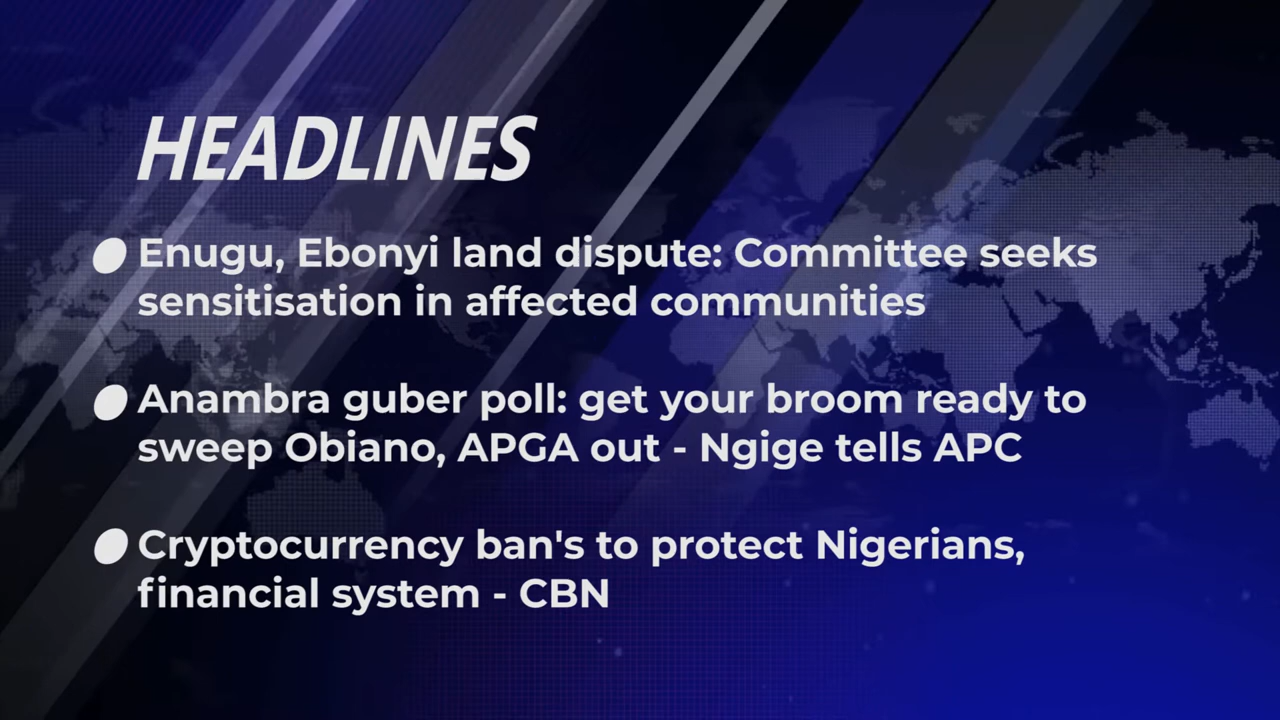 HEADLINES
Enugu, Ebonyi land dispute: Committee seeks
sensitisation in affected communities
Anambra guber poll: get your broom ready to
sweep Obiano, APGA out - Ngige tells APC
Cryptocurrency ban's to protect Nigerians,
financial system - CBN